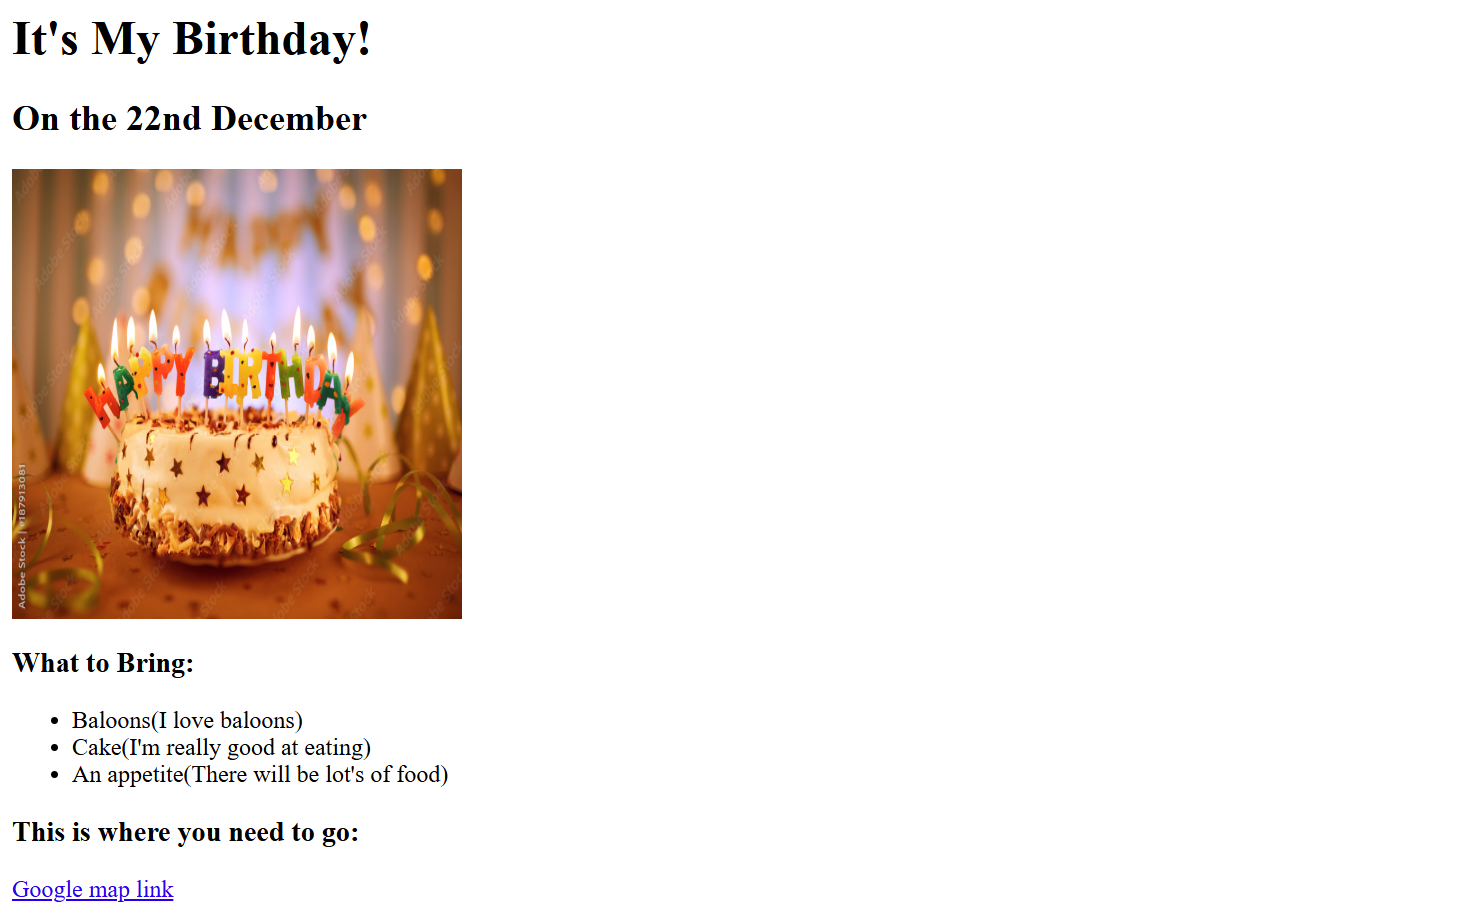 It's My Birthday!
On the 22nd December
HAPPY
HAPPY BIRTHDAY
Adobe Stock | #187913081
What to Bring:
Baloons(I love baloons)
Cake(I'm really good at eating)
An appetite(There will be lot's of food)
This is where you need to go:
Google map link